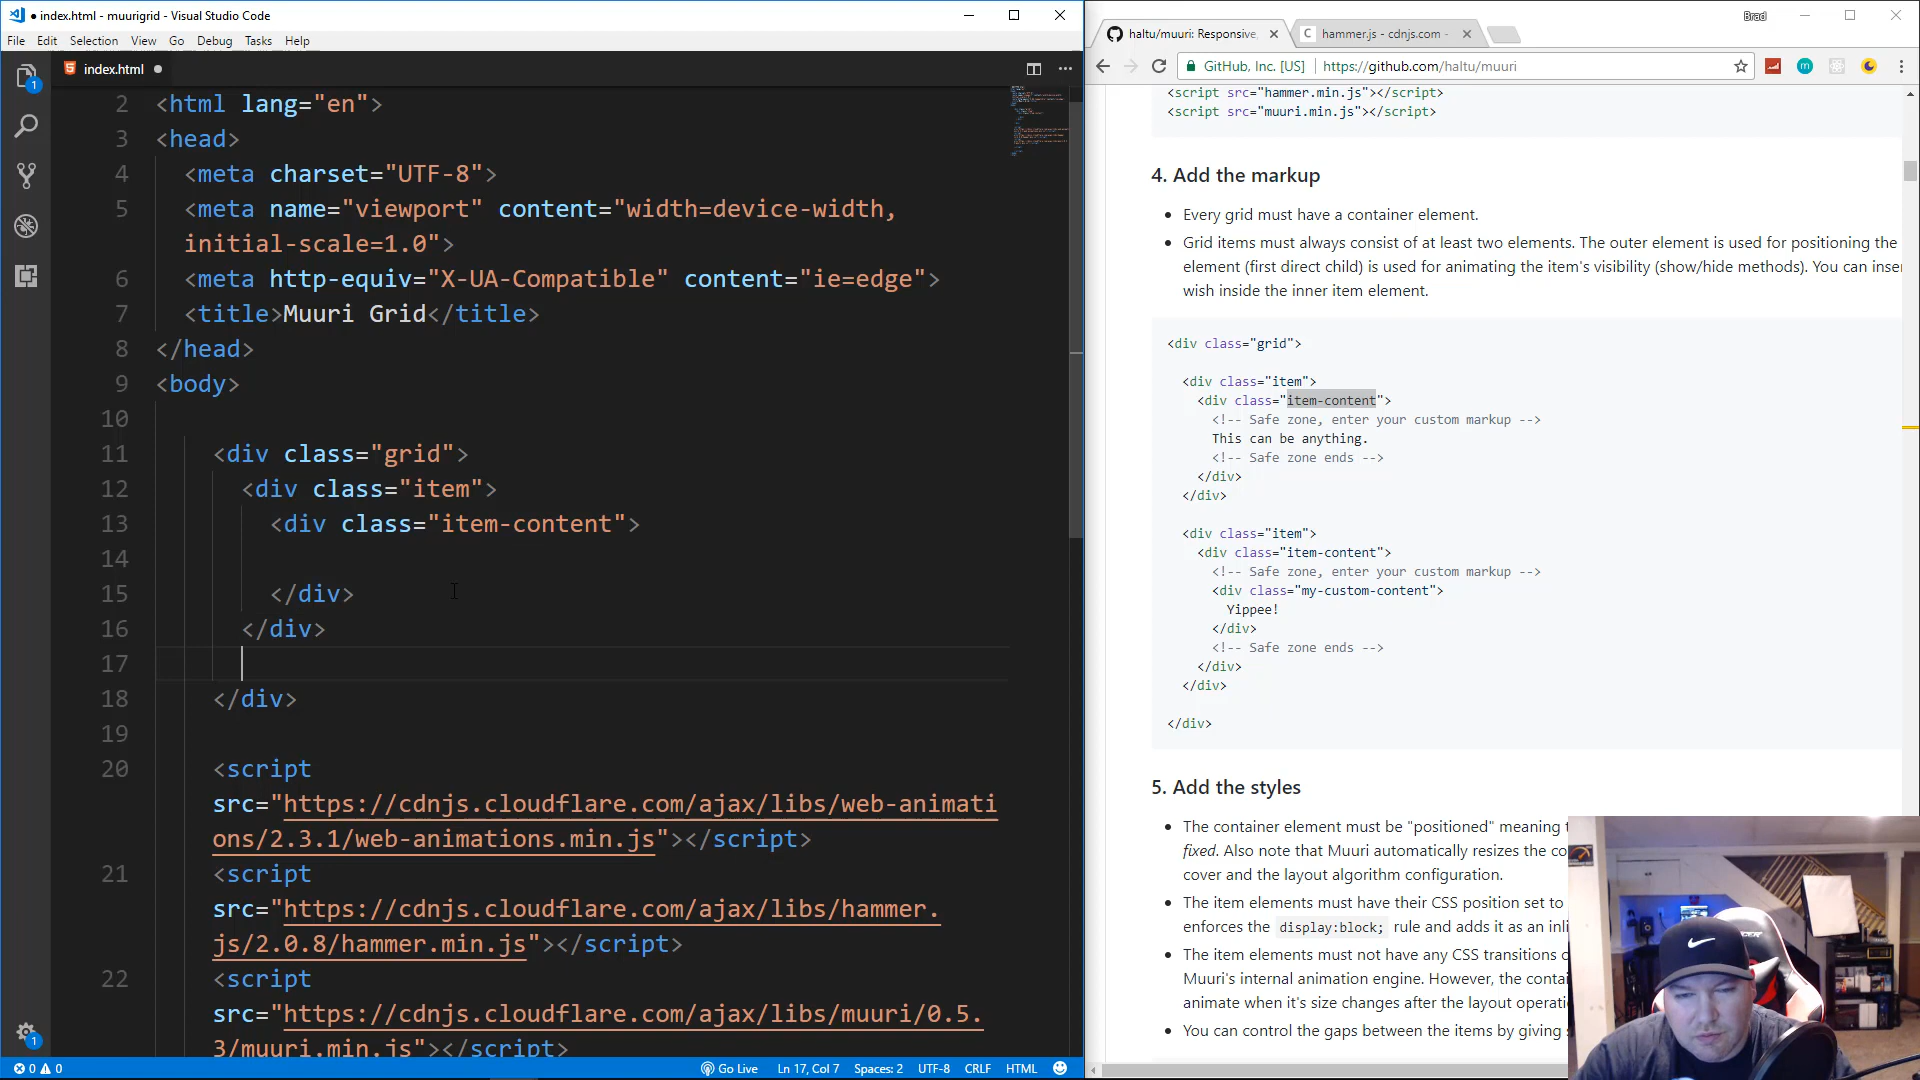 ● index.html - muurigrid - Visual Studio Code
File Edit Selection View Go Debug Tasks Help
index.html ●
2 <html lang="en">
3 <head>
4 <meta charset="UTF-8">
5 <meta name="viewport" content="width=device-width,
initial-scale=1.0">
6 <meta http-equiv="X-UA-Compatible" content="ie=edge">
7 <title>Muuri Grid</title>
8 </head>
9 <body>
10
11 <div class="grid">
12 <div class="item">
13 <div class="item-content">
14
15 </div>
16 </div>
17
18 </div>
19
20 <script
src="https://cdnjs.cloudflare.com/ajax/libs/web-animati
ons/2.3.1/web-animations.min.js"></script>
21 <script
src="https://cdnjs.cloudflare.com/ajax/libs/hammer.
js/2.0.8/hammer.min.js"></script>
22 <script
src="https://cdnjs.cloudflare.com/ajax/libs/muuri/0.5.
3/muuri.min.js"></script>
1
1
0 0 Go Live Ln 17, Col 7 Spaces: 2 UTF-8 CRLF HTML
Brad
haltu/muuri: Responsive, hammer.js - cdnjs.com -
GitHub, Inc. [US] https://github.com/haltu/muuri
<script src="hammer.min.js"></script>
<script src="muuri.min.js"></script>
4. Add the markup
• Every grid must have a container element.
• Grid items must always consist of at least two elements. The outer element is used for positioning the
element (first direct child) is used for animating the item's visibility (show/hide methods). You can inser
wish inside the inner item element.
<div class="grid">
<div class="item">
<div class="item-content">
<!-- Safe zone, enter your custom markup -->
This can be anything.
<!-- Safe zone ends -->
</div>
</div>
<div class="item">
<div class="item-content">
<!-- Safe zone, enter your custom markup -->
<div class="my-custom-content">
Yippee!
</div>
<!-- Safe zone ends -->
</div>
</div>
</div>
5. Add the styles
• The container element must be "positioned" meaning
fixed. Also note that Muuri automatically resizes the co
cover and the layout algorithm configuration.
• The item elements must have their CSS position set to
enforces the display:block; rule and adds it as an inli
• The item elements must not have any CSS transitions
Muuri's internal animation engine. However, the contai
animate when it's size changes after the layout operati
• You can control the gaps between the items by giving